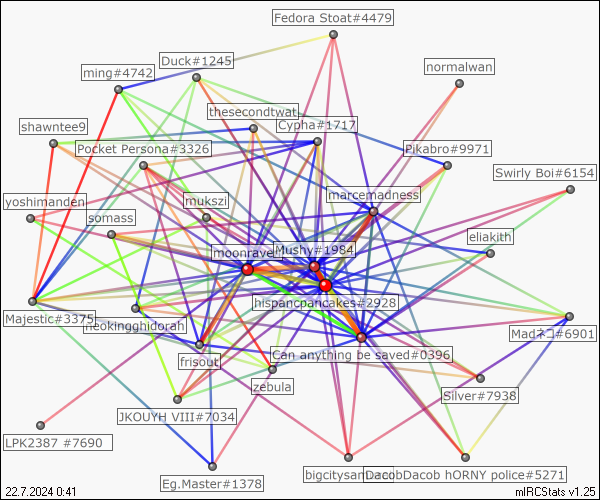 Fedora Stoat#4479
Duck#1245
normalwan
ming#4742
thesecondtwat
Cypha#1717
shawntee9
Pocket Persona#3326
Pikabro#9971
Swirly Boi#6154
marcemadness
yoshimanden
mukszi
somass
eliakith
moonravel
Mushy#1984
hispancpancakes#2928
Majestic#3375
neokingghidorah
Madネコ#6901
frisout
Can anything be saved#0396
zebula
Silver#7938
JKOUYH VIII#7034
LPK2387 #7690
bigcitysam
DacobDacob hORNY police#5271
Eg.Master#1378
22.7.2024 0:41
mIRCStats v1.25